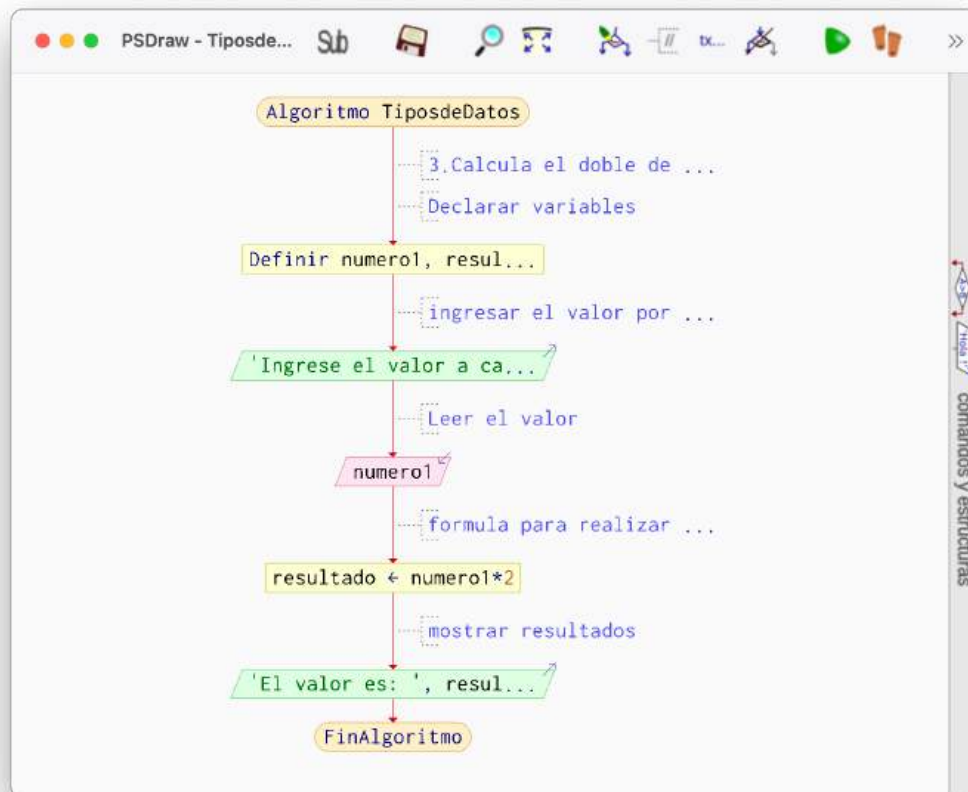 PSDraw - Tiposde...
Sub
tx...
Algoritmo TiposdeDatos
3.Calcula el doble de ...
Declarar variables
Definir numero1, resul...
ingresar el valor por ...
'Ingrese el valor a ca...
Leer el valor
numero1
formula para realizar ...
resultado ← numero1*2
mostrar resultados
'El valor es: ', resul...
FinAlgoritmo
A>B
'Hola !'
comandos y estructuras